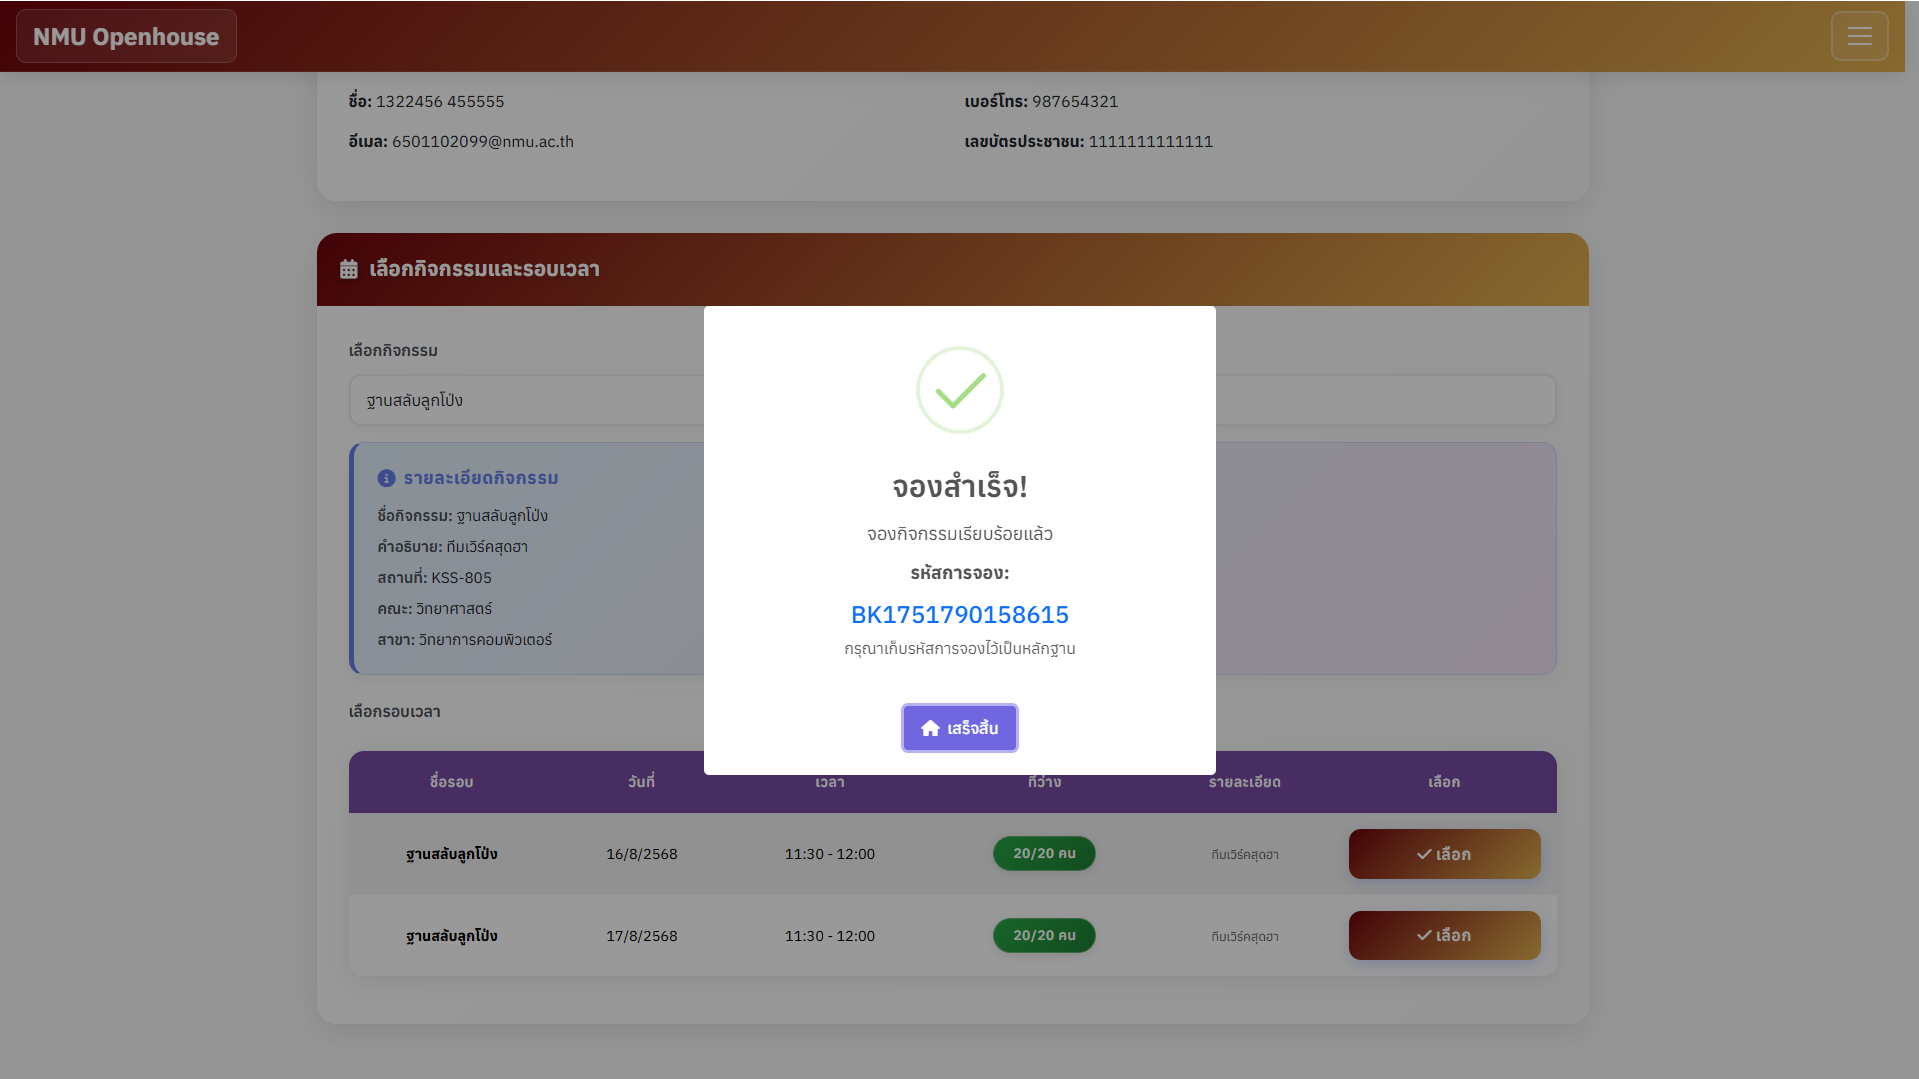 NMU Openhouse
ชื่อ: 1322456 455555
เบอร์โทร: 987654321
อีเมล: 6501102099@nmu.ac.th
เลขบัตรประชาชน: 1111111111111
เลือกกิจกรรมและรอบเวลา
เลือกกิจกรรม
ฐานสลับลูกโป่ง
รายละเอียดกิจกรรม
ชื่อกิจกรรม: ฐานสลับลูกโป่ง
คำอธิบาย: ทีมเวิร์คสุดฮา
สถานที่: KSS-805
คณะ: วิทยาศาสตร์
สาขา: วิทยาการคอมพิวเตอร์
เลือกรอบเวลา
จองสำเร็จ!
จองกิจกรรมเรียบร้อยแล้ว
รหัสการจอง:
BK1751790158615
กรุณาเก็บรหัสการจองไว้เป็นหลักฐาน
เสร็จสิ้น
ชื่อรอบ วันที่ เวลา ที่ว่าง รายละเอียด เลือก
ฐานสลับลูกโป่ง 16/8/2568 11:30 - 12:00 20/20 คน ทีมเวิร์คสุดฮา เลือก
ฐานสลับลูกโป่ง 17/8/2568 11:30 - 12:00 20/20 คน ทีมเวิร์คสุดฮา เลือก